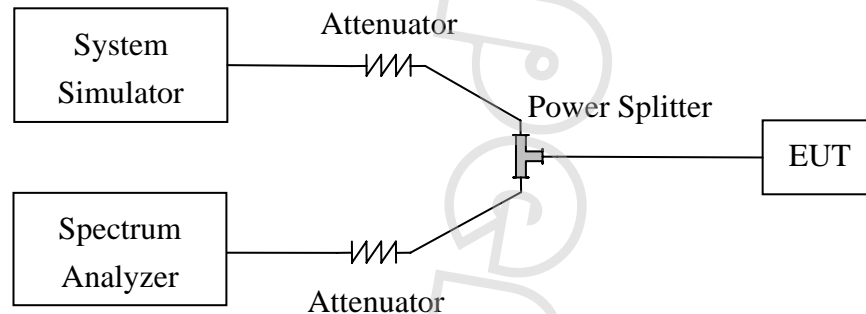 System
Simulator
Attenuator
Power Splitter
EUT
Spectrum
Analyzer
Attenuator